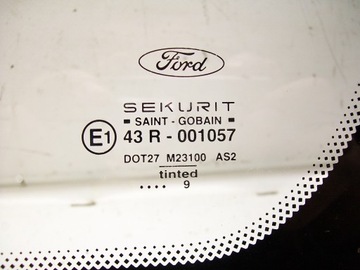 Ford
SEKURIT
SAINT - GOBAIN
E1 43 R - 001057
DOT27 M23100 AS2
tinted
.... 9